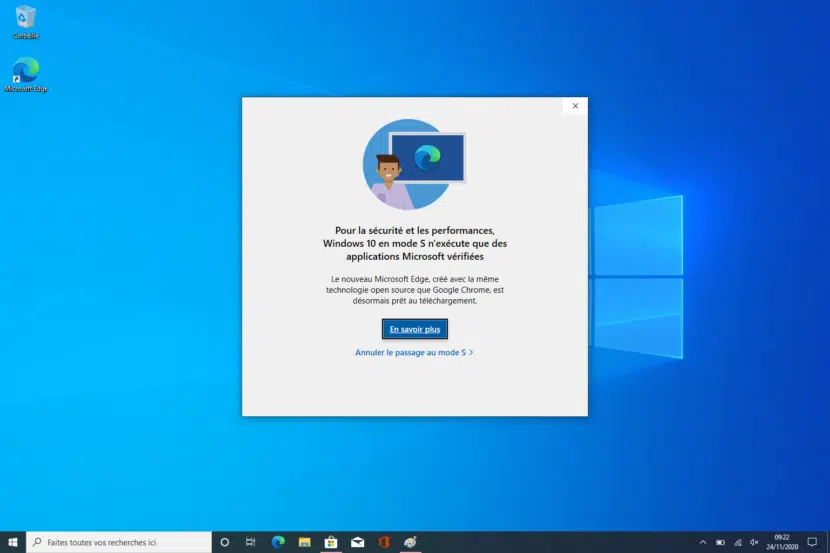 Corbeille
Microsoft Edge
Pour la sécurité et les performances,
Windows 10 en mode S n'exécute que des
applications Microsoft vérifiées
Le nouveau Microsoft Edge, créé avec la même
technologie open source que Google Chrome, est
désormais prêt au téléchargement.
En savoir plus
Annuler le passage au mode S >
Faites toutes vos recherches ici
09:22
24/11/2020